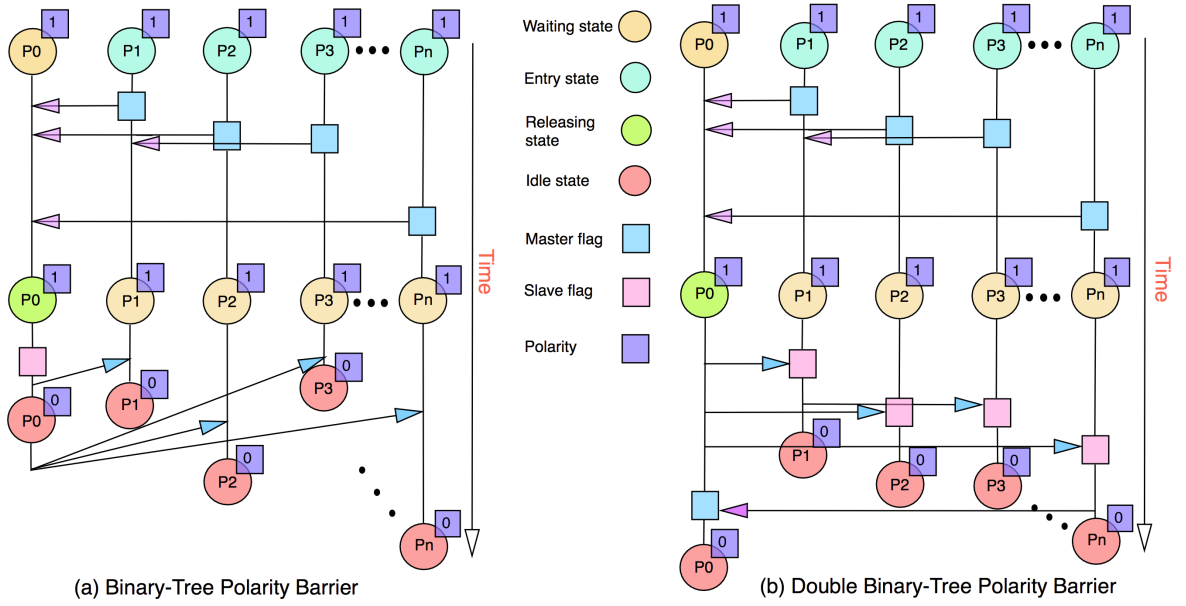 1 1 1 1 1
P0 P1 P2 P3 Pn
1 1 1 1 1
P0 P1 P2 P3 Pn
0 0 0 0 0
P0 P1 P2 P3 Pn
Time
(a) Binary-Tree Polarity Barrier
Waiting state
Entry state
Releasing
state
Idle state
Master flag
Slave flag
Polarity
1 1 1 1 1
P0 P1 P2 P3 Pn
1 1 1 1 1
P0 P1 P2 P3 Pn
0 0 0 0 0
P1 P2 P3 Pn P0
Time
(b) Double Binary-Tree Polarity Barrier